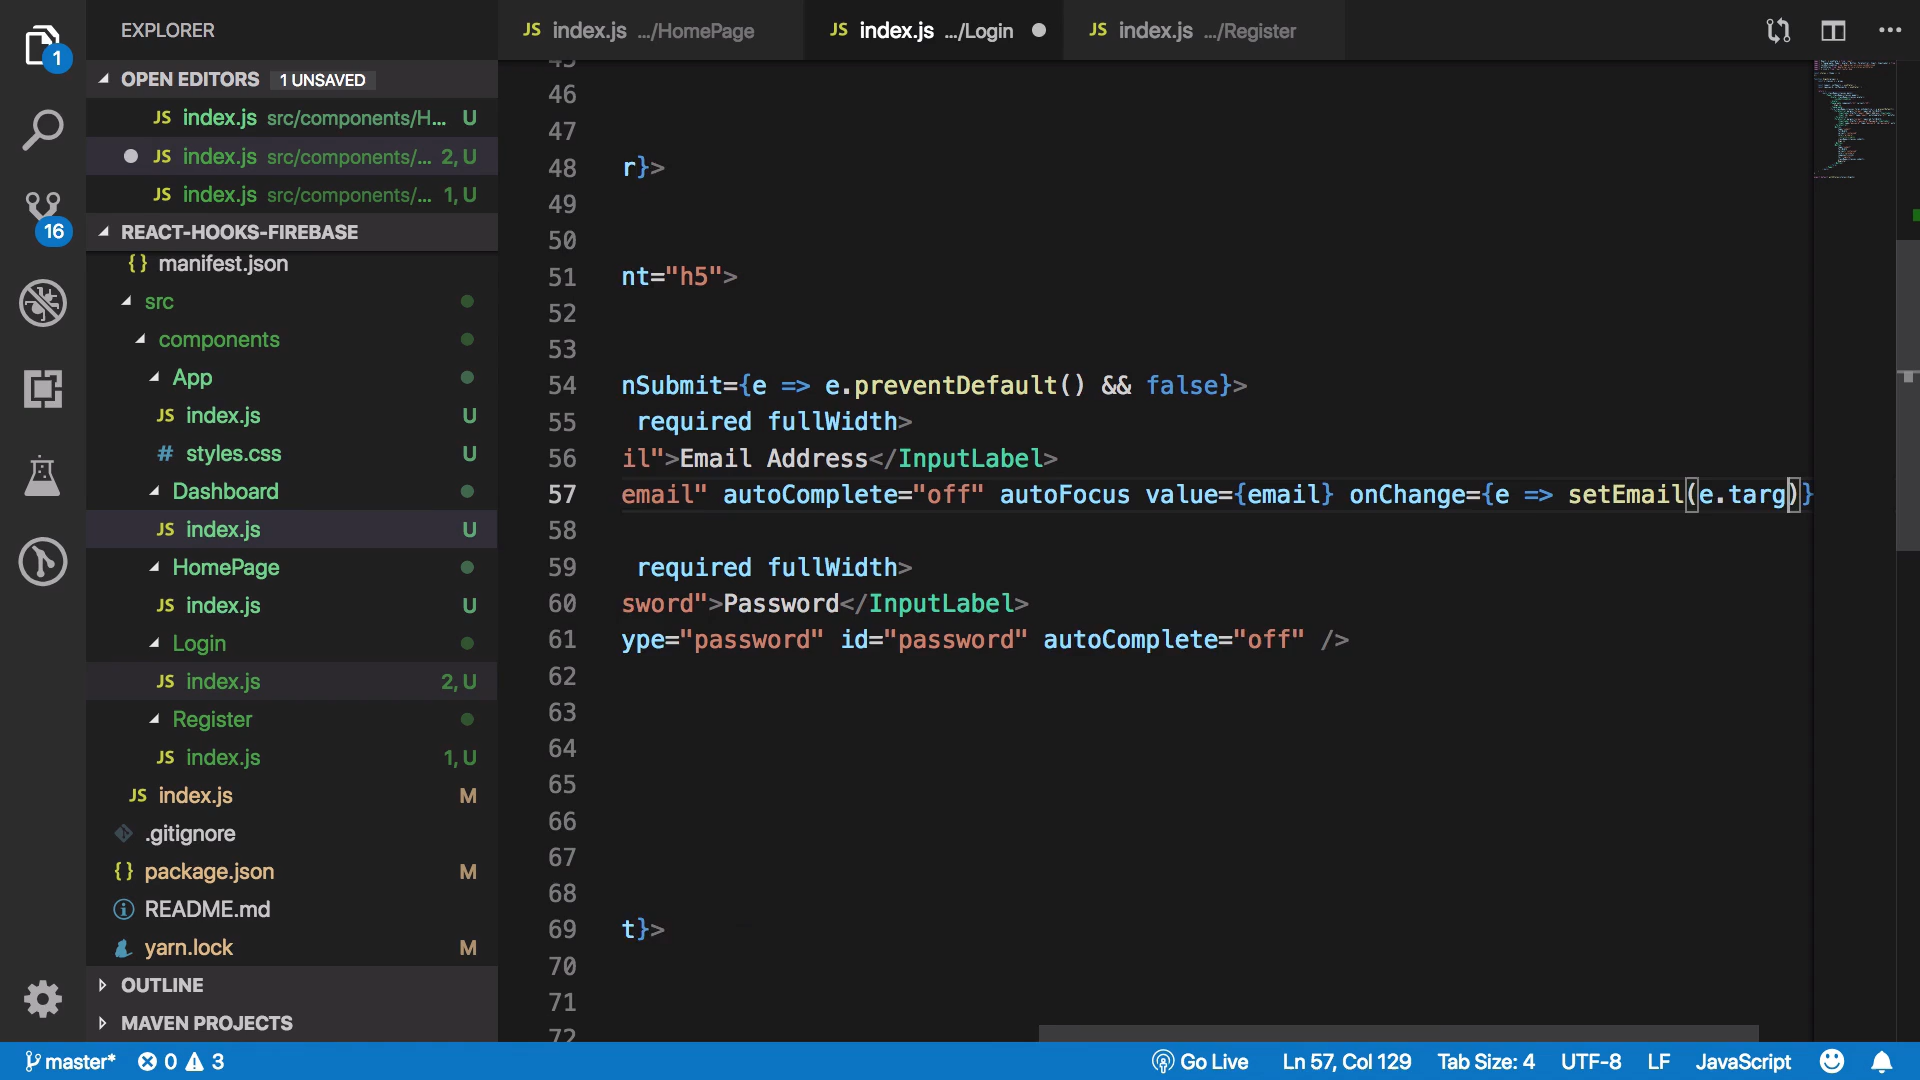 EXPLORER
JS index.js .../HomePage
JS index.js .../Login
JS index.js .../Register
1
OPEN EDITORS 1 UNSAVED
JS index.js src/components/H... U
JS index.js src/components/... 2, U
JS index.js src/components/... 1, U
16
REACT-HOOKS-FIREBASE
{} manifest.json
src
components
App
JS index.js U
# styles.css U
Dashboard
JS index.js
HomePage
JS index.js U
Login
JS index.js 2, U
Register
JS index.js 1, U
JS index.js M
.gitignore
{} package.json M
README.md
yarn.lock M
OUTLINE
MAVEN PROJECTS
45
46
47
48 r}>
49
50
51 nt="h5">
52
53
54 nSubmit={e => e.preventDefault() && false}>
55 required fullWidth>
56 il">Email Address</InputLabel>
57 email" autoComplete="off" autoFocus value={email} onChange={e => setEmail(e.targ)}
58
59 required fullWidth>
60 sword">Password</InputLabel>
61 ype="password" id="password" autoComplete="off" />
62
63
64
65
66
67
68
69 t}>
70
71
72
master* 0 3
Go Live Ln 57, Col 129 Tab Size: 4 UTF-8 LF JavaScript